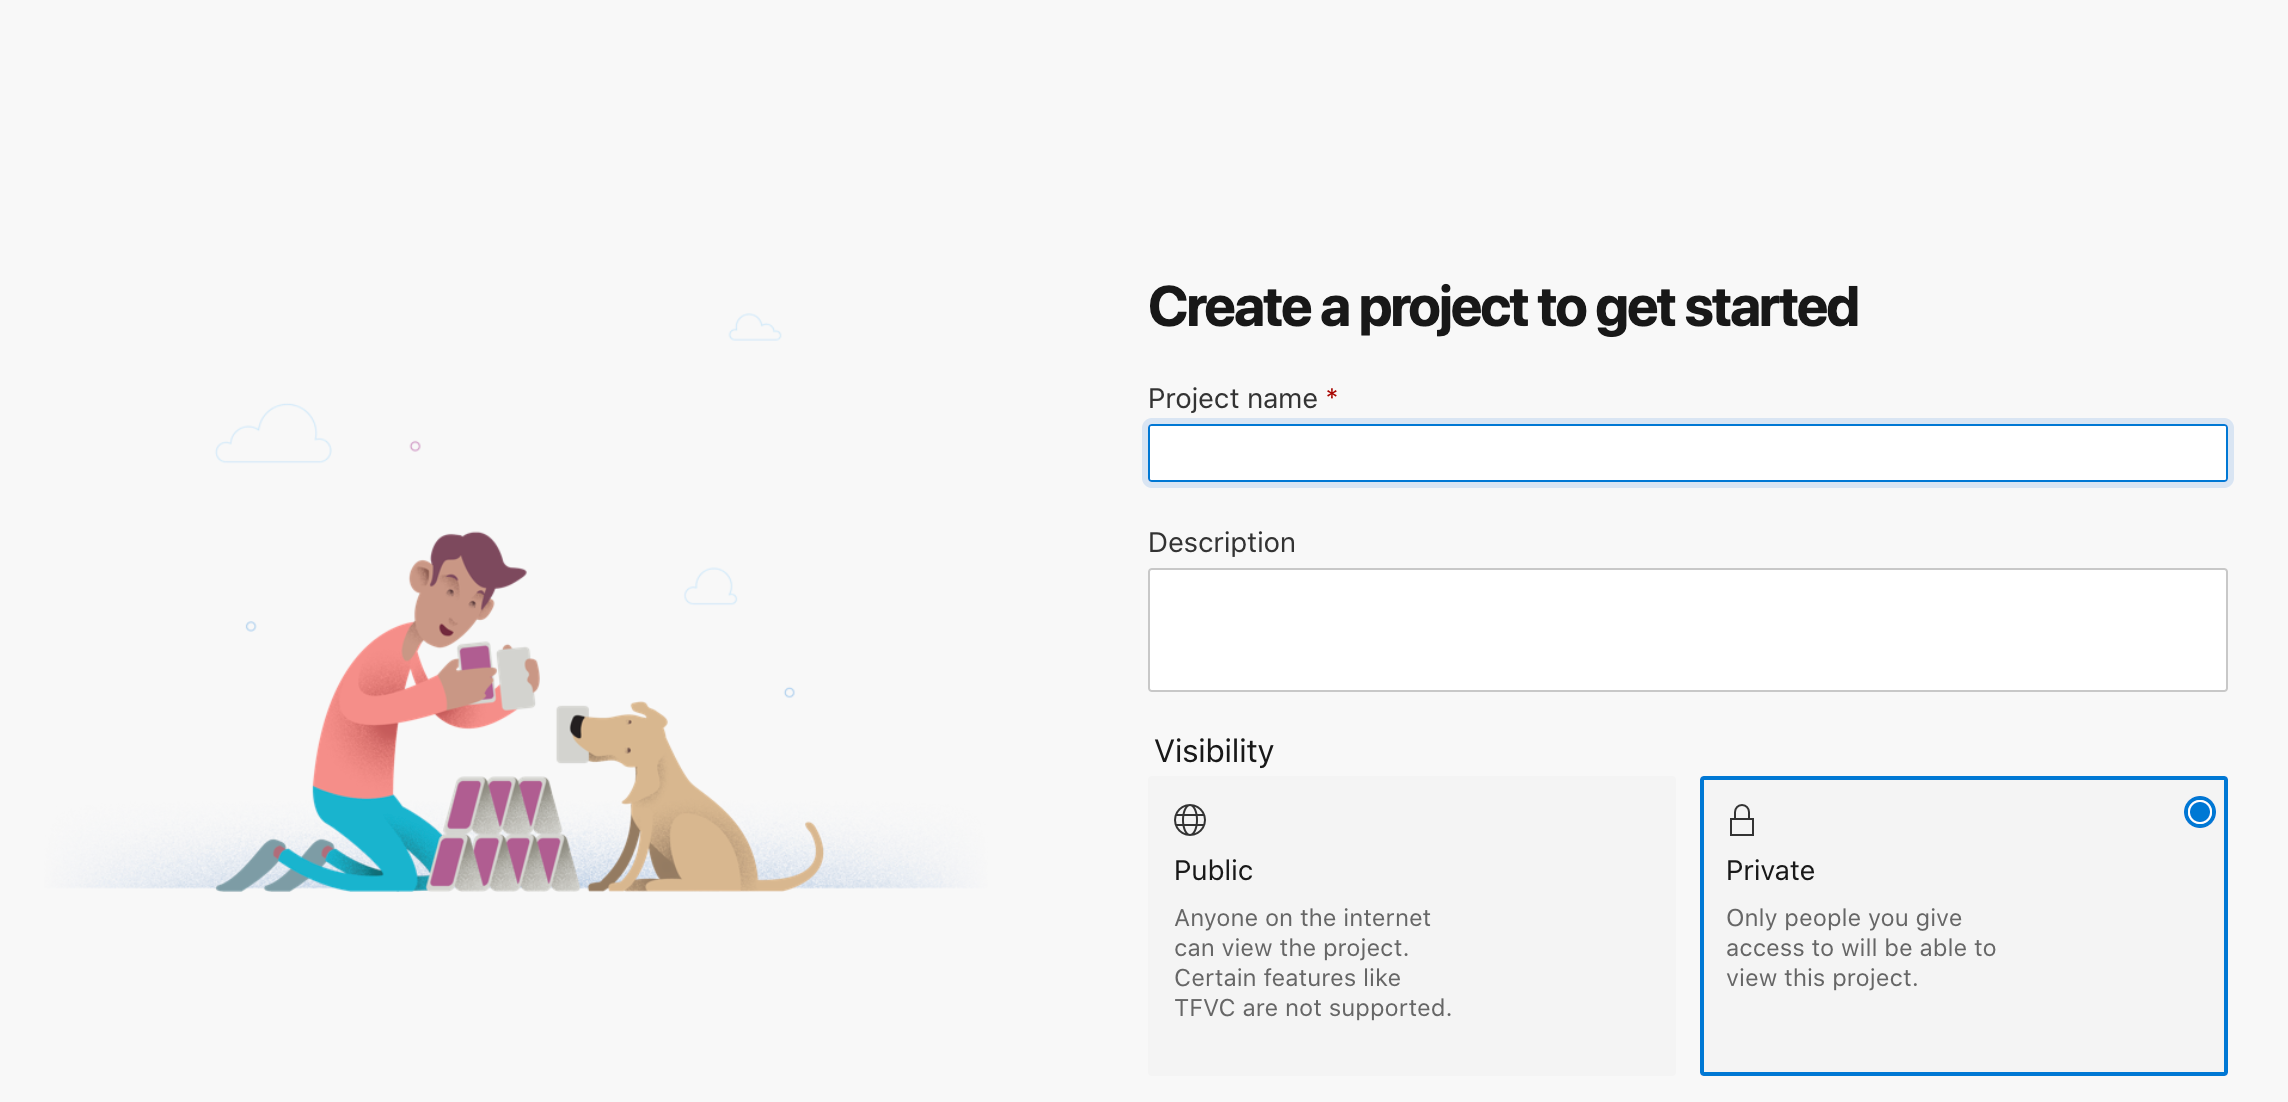 Create a project to get started
Project name *
Description
Visibility
Public
Anyone on the internet
can view the project.
Certain features like
TFVC are not supported.
Private
Only people you give
access to will be able to
view this project.